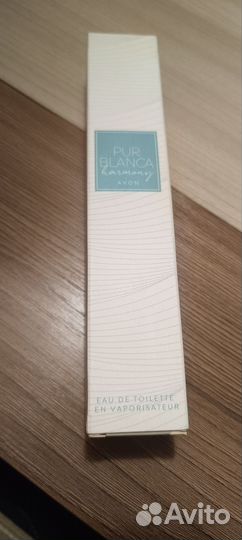 PUR
BLANCA
harmony
AVON
EAU DE TOILETTE
EN VAPORISATEUR
Avito